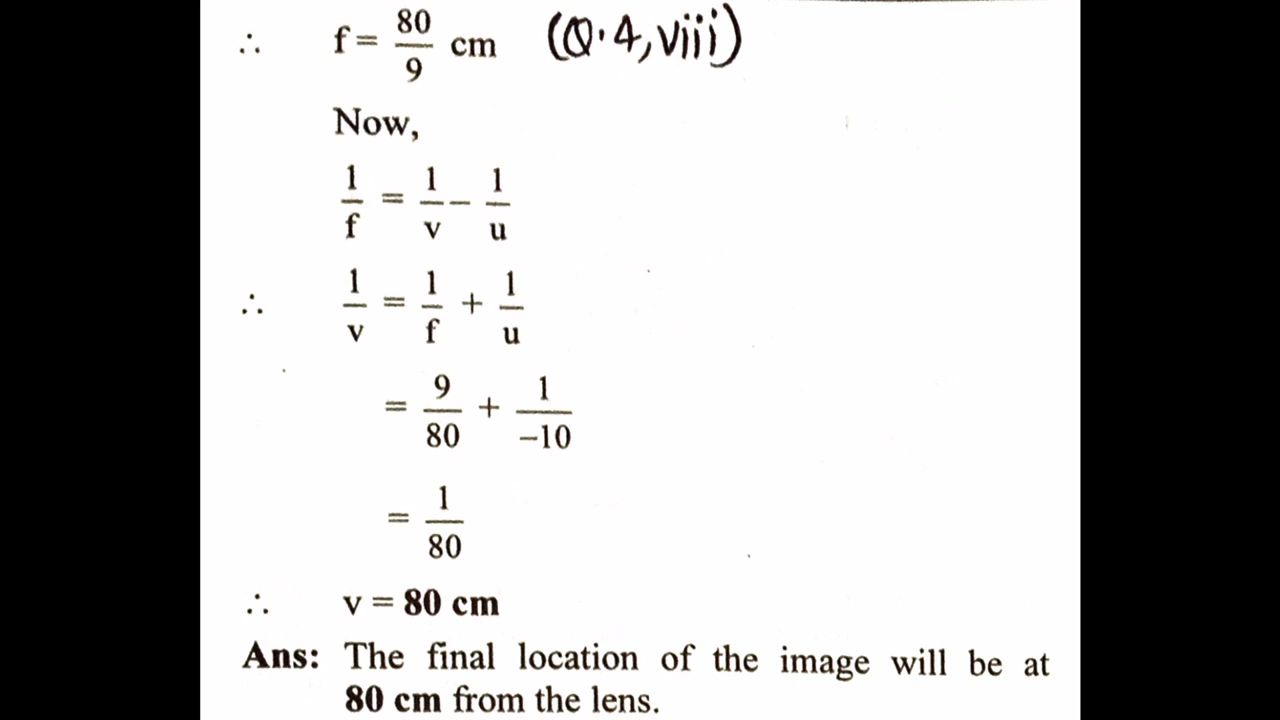 ∴ f = 80/9 cm (Q.4, viii)
Now,
1/f = 1/v − 1/u
∴ 1/v = 1/f + 1/u
= 9/80 + 1/−10
= 1/80
∴ v = 80 cm
Ans: The final location of the image will be at
80 cm from the lens.